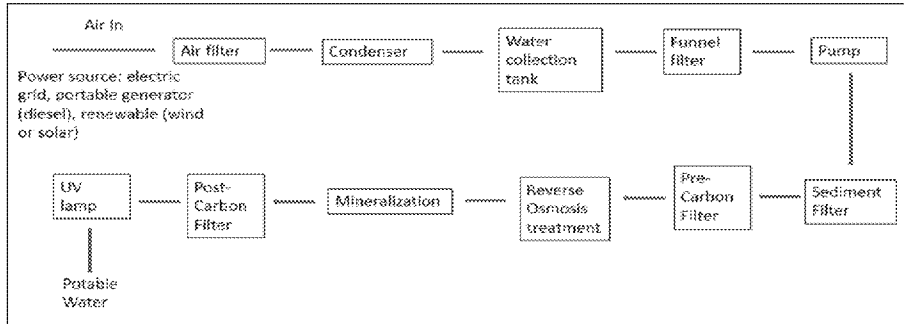 Air In
Air filter
Condenser
Water
collection
tank
Funnel
filter
Pump
Power source: electric
grid, portable generator
(diesel), renewable (wind
or solar)
Sediment
Filter
Pre-
Carbon
Filter
Reverse
Osmosis
treatment
Mineralization
Post-
Carbon
Filter
UV
lamp
Potable
Water